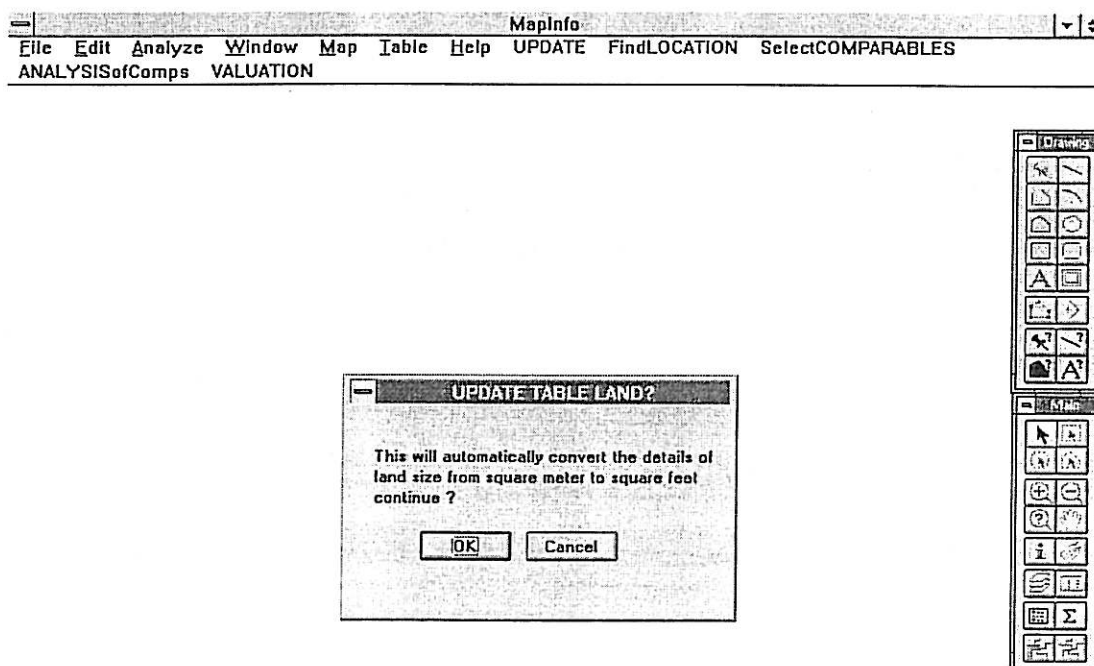 MapInfo
File Edit Analyze Window Map Table Help UPDATE FindLOCATION SelectCOMPARABLES
ANALYSISofComps VALUATION
Drawing
UPDATE TABLE LAND?
This will automatically convert the details of
land size from square meter to square feet
continue ?
OK Cancel
Main